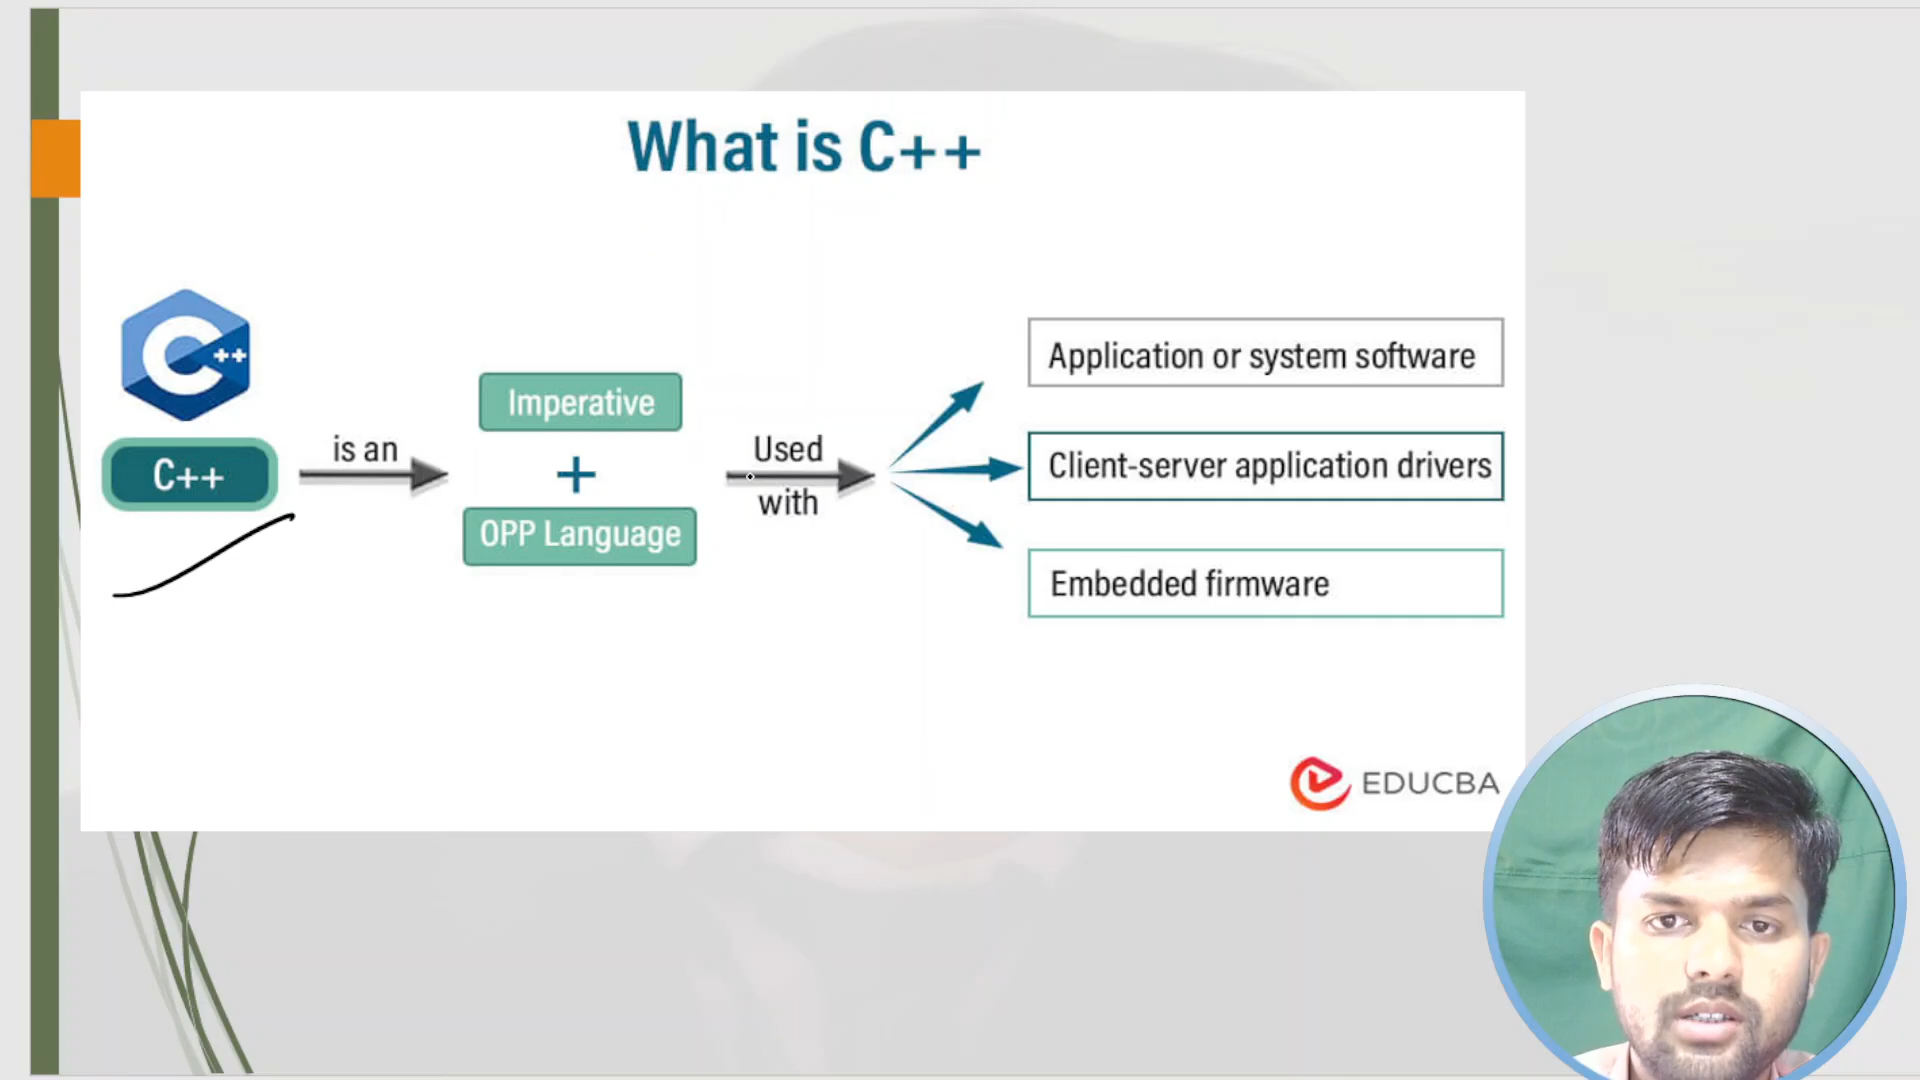 What is C++
C++
C++
is an
Imperative
+
OPP Language
Used
with
Application or system software
Client-server application drivers
Embedded firmware
EDUCBA